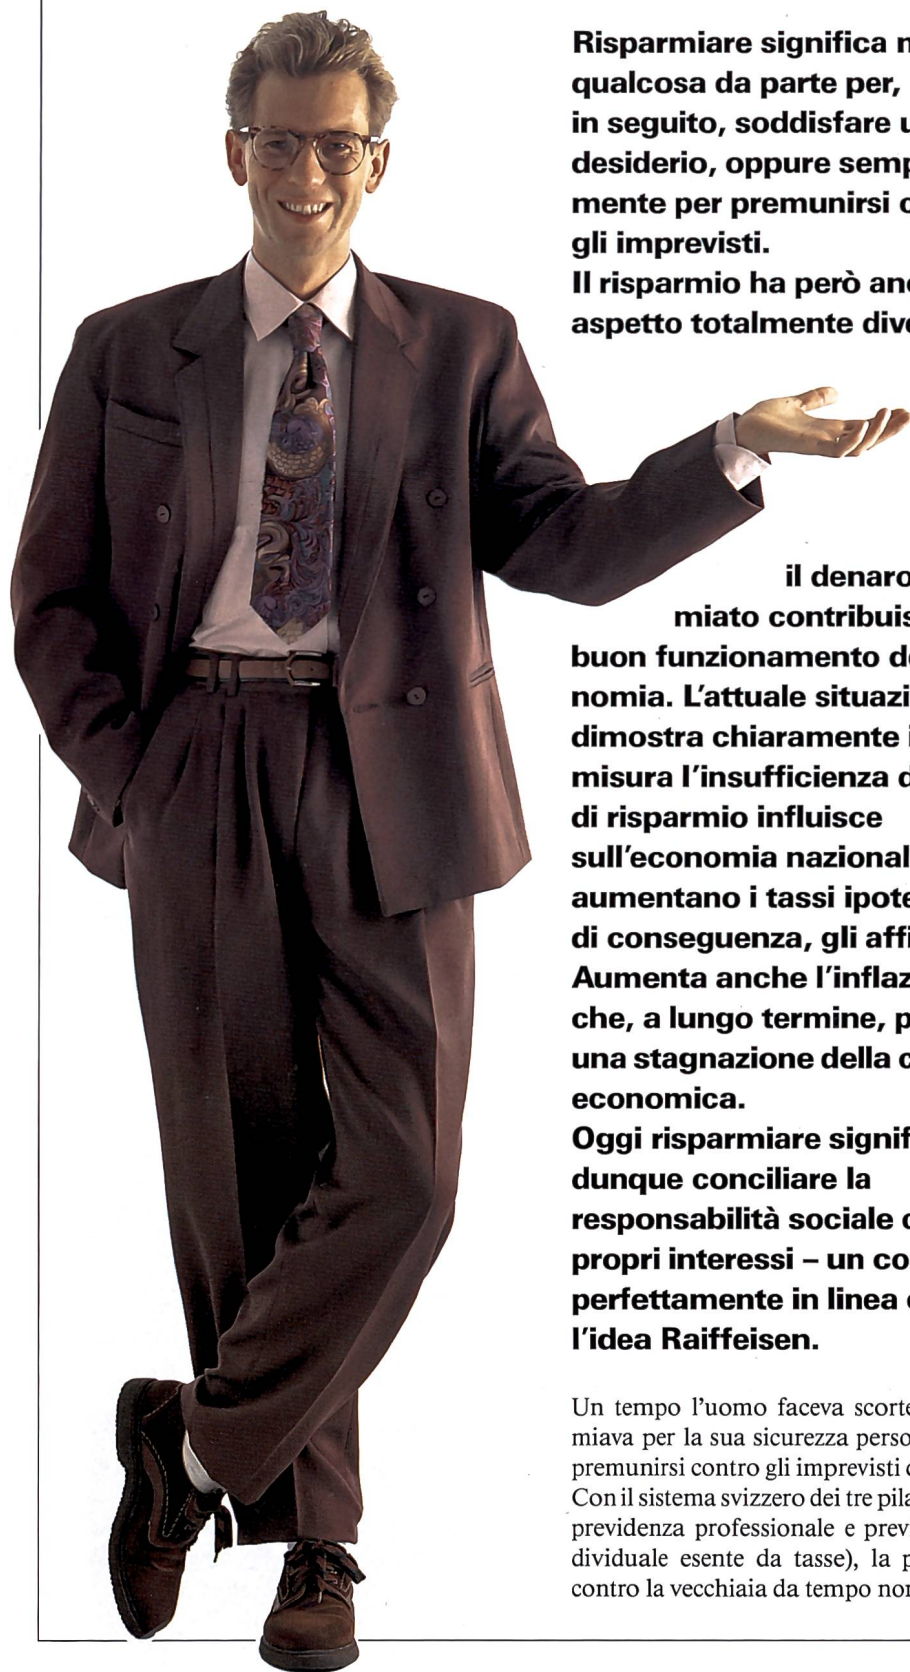 Risparmiare significa m
qualcosa da parte per,
in seguito, soddisfare u
desiderio, oppure semp
mente per premunirsi c
gli imprevisti.
Il risparmio ha però anc
aspetto totalmente dive
il denaro
miato contribuis
buon funzionamento de
nomia. L'attuale situazi
dimostra chiaramente i
misura l'insufficienza d
di risparmio influisce
sull'economia nazional
aumentano i tassi ipote
di conseguenza, gli affi
Aumenta anche l'inflaz
che, a lungo termine, p
una stagnazione della c
economica.
Oggi risparmiare signif
dunque conciliare la
responsabilità sociale c
propri interessi – un co
perfettamente in linea c
l'idea Raiffeisen.
Un tempo l'uomo faceva scorte
miava per la sua sicurezza perso
premunirsi contro gli imprevisti d
Con il sistema svizzero dei tre pila
previdenza professionale e prev
dividuale esente da tasse), la p
contro la vecchiaia da tempo non